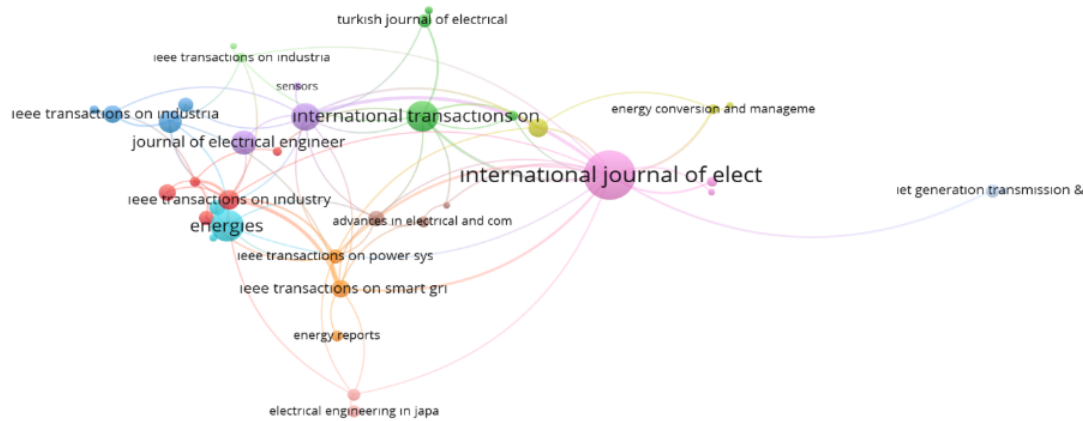 turkish journal of electrical
ieee transactions on industria
sensors
ieee transactions on industria
international transactions on
energy conversion and manageme
journal of electrical engineer
international journal of elect
iet generation transmission &
ieee transactions on industry
energies
advances in electrical and com
ieee transactions on power sys
ieee transactions on smart gri
energy reports
electrical engineering in japa